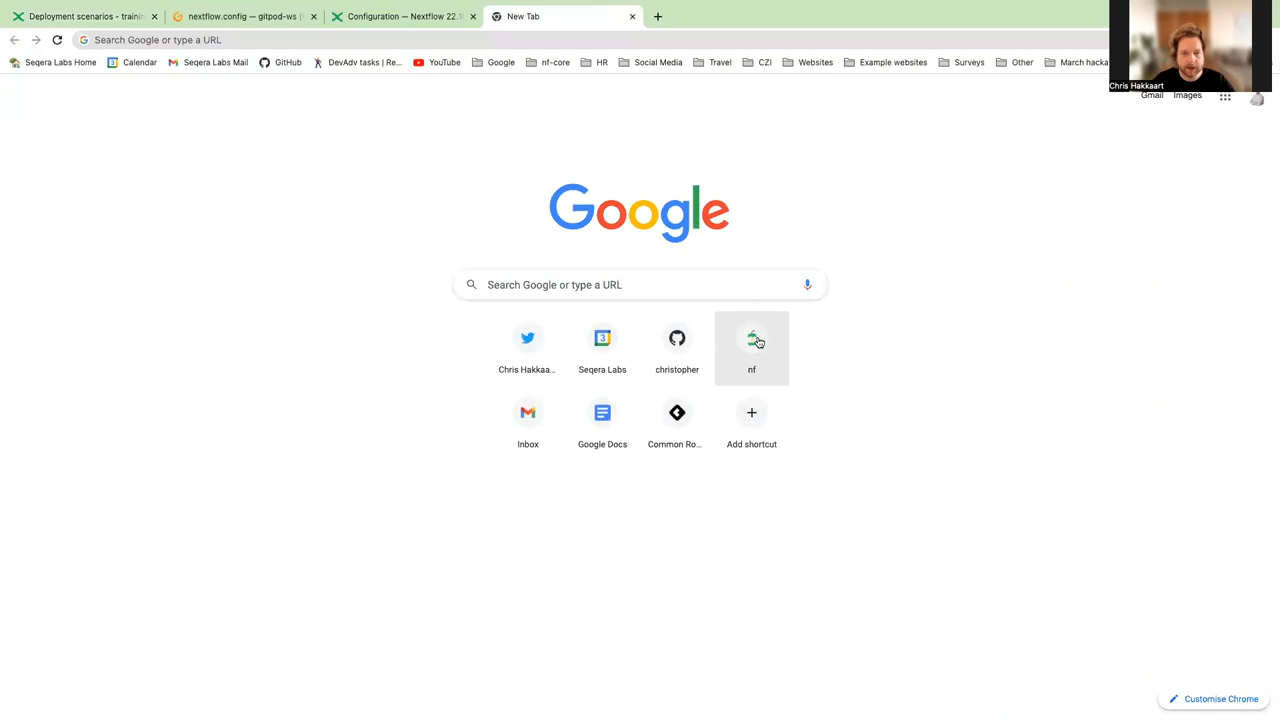 Deployment scenarios - trainin
nextflow.config — gitpod-ws (
Configuration — Nextflow 22.1
New Tab
Search Google or type a URL
Seqera Labs Home
Calendar
Seqera Labs Mail
GitHub
DevAdv tasks | Re...
YouTube
Google
nf-core
HR
Social Media
Travel
CZI
Websites
Example websites
Surveys
Other
March hacka
Chris Hakkaart
Gmail
Images
Google
Search Google or type a URL
3
Chris Hakkaa...
Seqera Labs
christopher
nf
Inbox
Google Docs
Common Ro...
Add shortcut
Customise Chrome